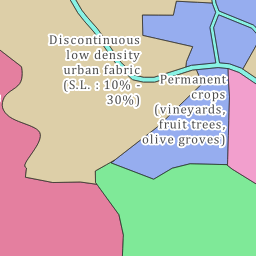 Discontinuous
low density
urban fabric
(S.L. : 10% -
30%)
Permanent
crops
(vineyards,
fruit trees,
olive groves)